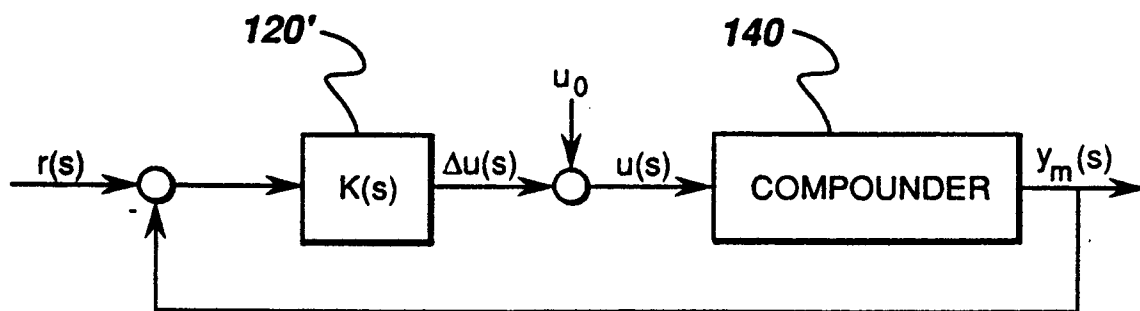 120'
140
u0
r(s)
-
K(s)
Δu(s)
u(s)
COMPOUNDER
ym(s)